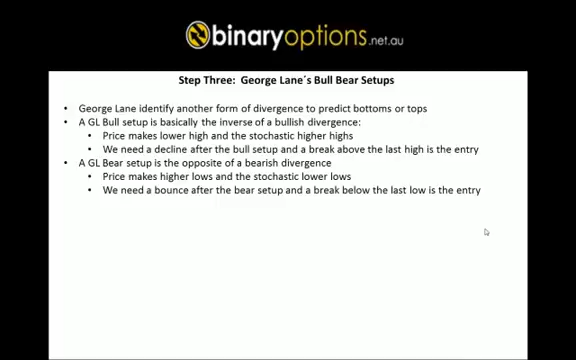 binaryoptions.net.au
Step Three: George Lane´s Bull Bear Setups
• George Lane identify another form of divergence to predict bottoms or tops
• A GL Bull setup is basically the inverse of a bullish divergence:
• Price makes lower high and the stochastic higher highs
• We need a decline after the bull setup and a break above the last high is the entry
• A GL Bear setup is the opposite of a bearish divergence
• Price makes higher lows and the stochastic lower lows
• We need a bounce after the bear setup and a break below the last low is the entry